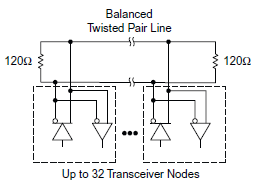 Balanced
Twisted Pair Line
120Ω
120Ω
Up to 32 Transceiver Nodes